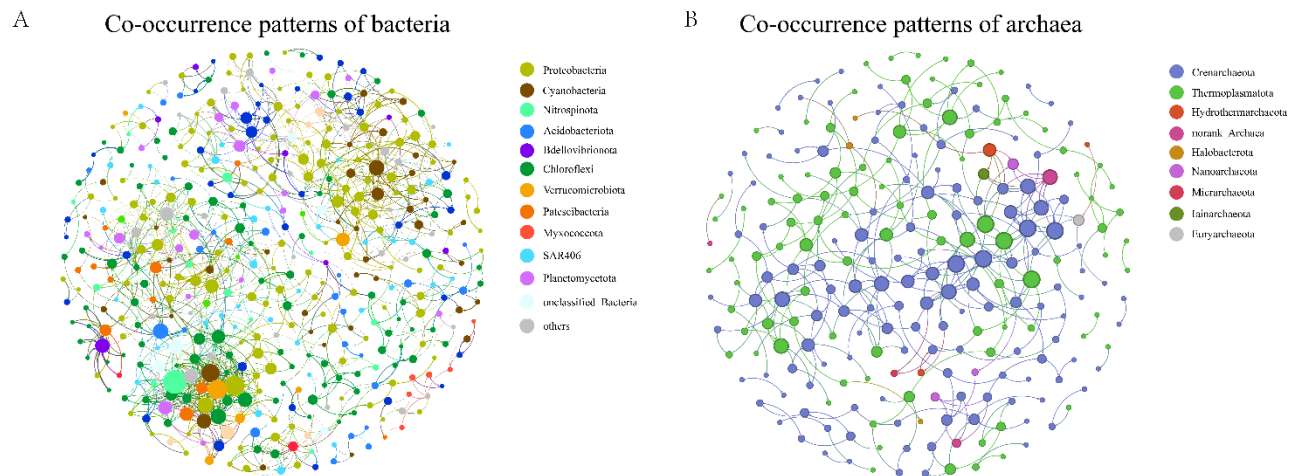 A
Co-occurrence patterns of bacteria
Proteobacteria
Cyanobacteria
Nitrospinota
Acidobacteriota
Bdellovibrionota
Chloroflexi
Verrucomicrobiota
Patescibacteria
Myxococcota
SAR406
Planctomycetota
unclassified_Bacteria
others
B
Co-occurrence patterns of archaea
Crenarchaeota
Thermoplasmatota
Hydrothermarchaeota
norank_Archaea
Halobacterota
Nanoarchaeota
Micrarchaeota
Iainarchaeota
Euryarchaeota